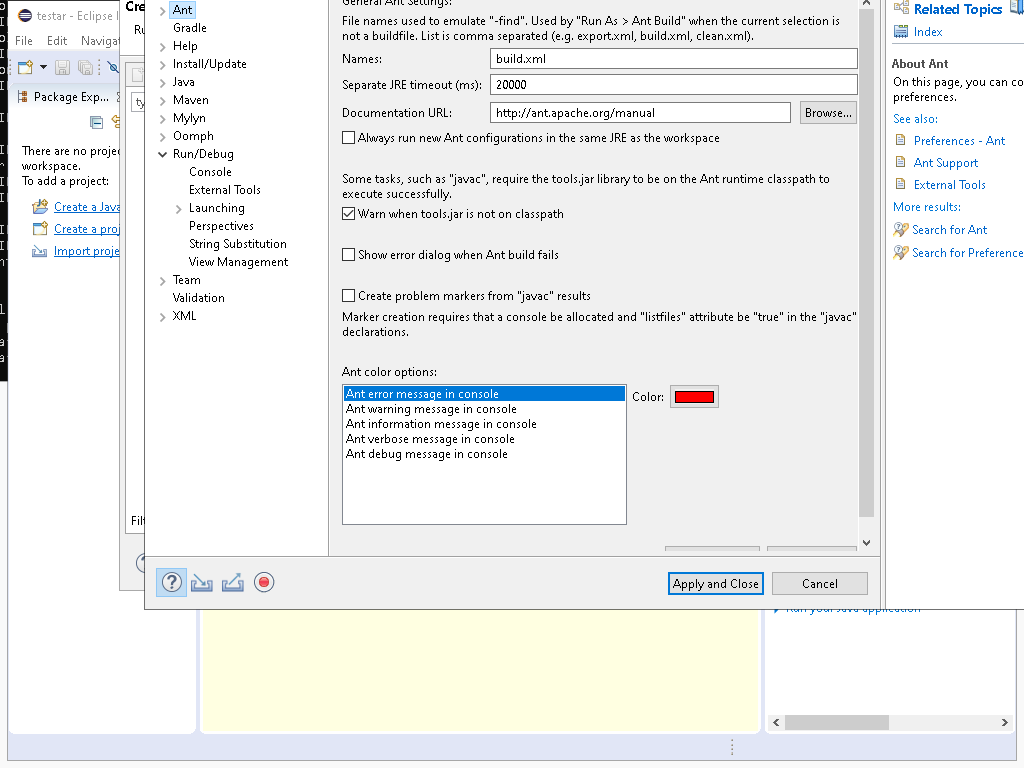 testar - Eclipse I
File Edit Navigat
Package Exp...
There are no projec
workspace.
To add a project:
Create a Java
Create a proj
Import proje
Cre
Ru
ty
Filt
Ant
Gradle
Help
Install/Update
Java
Maven
Mylyn
Oomph
Run/Debug
Console
External Tools
Launching
Perspectives
String Substitution
View Management
Team
Validation
XML
General Ant Settings:
File names used to emulate "-find". Used by "Run As > Ant Build" when the current selection is
not a buildfile. List is comma separated (e.g. export.xml, build.xml, clean.xml).
Names: build.xml
Separate JRE timeout (ms): 20000
Documentation URL: http://ant.apache.org/manual Browse...
Always run new Ant configurations in the same JRE as the workspace
Some tasks, such as "javac", require the tools.jar library to be on the Ant runtime classpath to
execute successfully.
Warn when tools.jar is not on classpath
Show error dialog when Ant build fails
Create problem markers from "javac" results
Marker creation requires that a console be allocated and "listfiles" attribute be "true" in the "javac"
declarations.
Ant color options:
Ant error message in console
Color:
Ant warning message in console
Ant information message in console
Ant verbose message in console
Ant debug message in console
Apply and Close Cancel
Related Topics
Index
About Ant
On this page, you can co
preferences.
See also:
Preferences - Ant
Ant Support
External Tools
More results:
Search for Ant
Search for Preference
Run your Java application